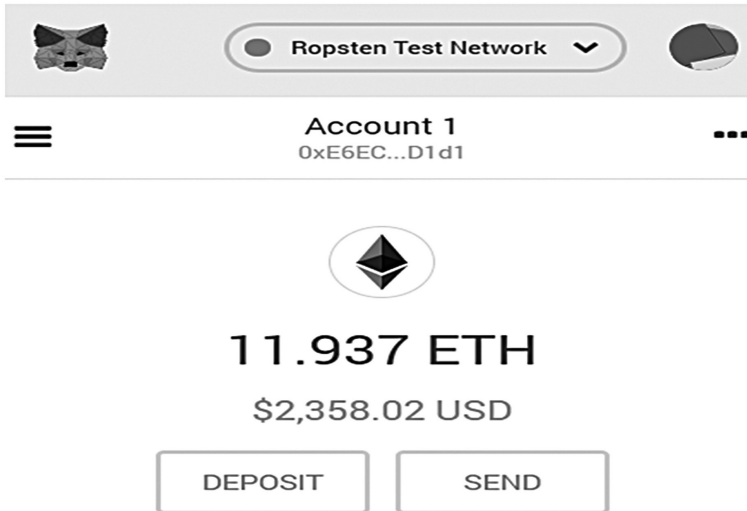 Ropsten Test Network
Account 1
0xE6EC...D1d1
11.937 ETH
$2,358.02 USD
DEPOSIT
SEND